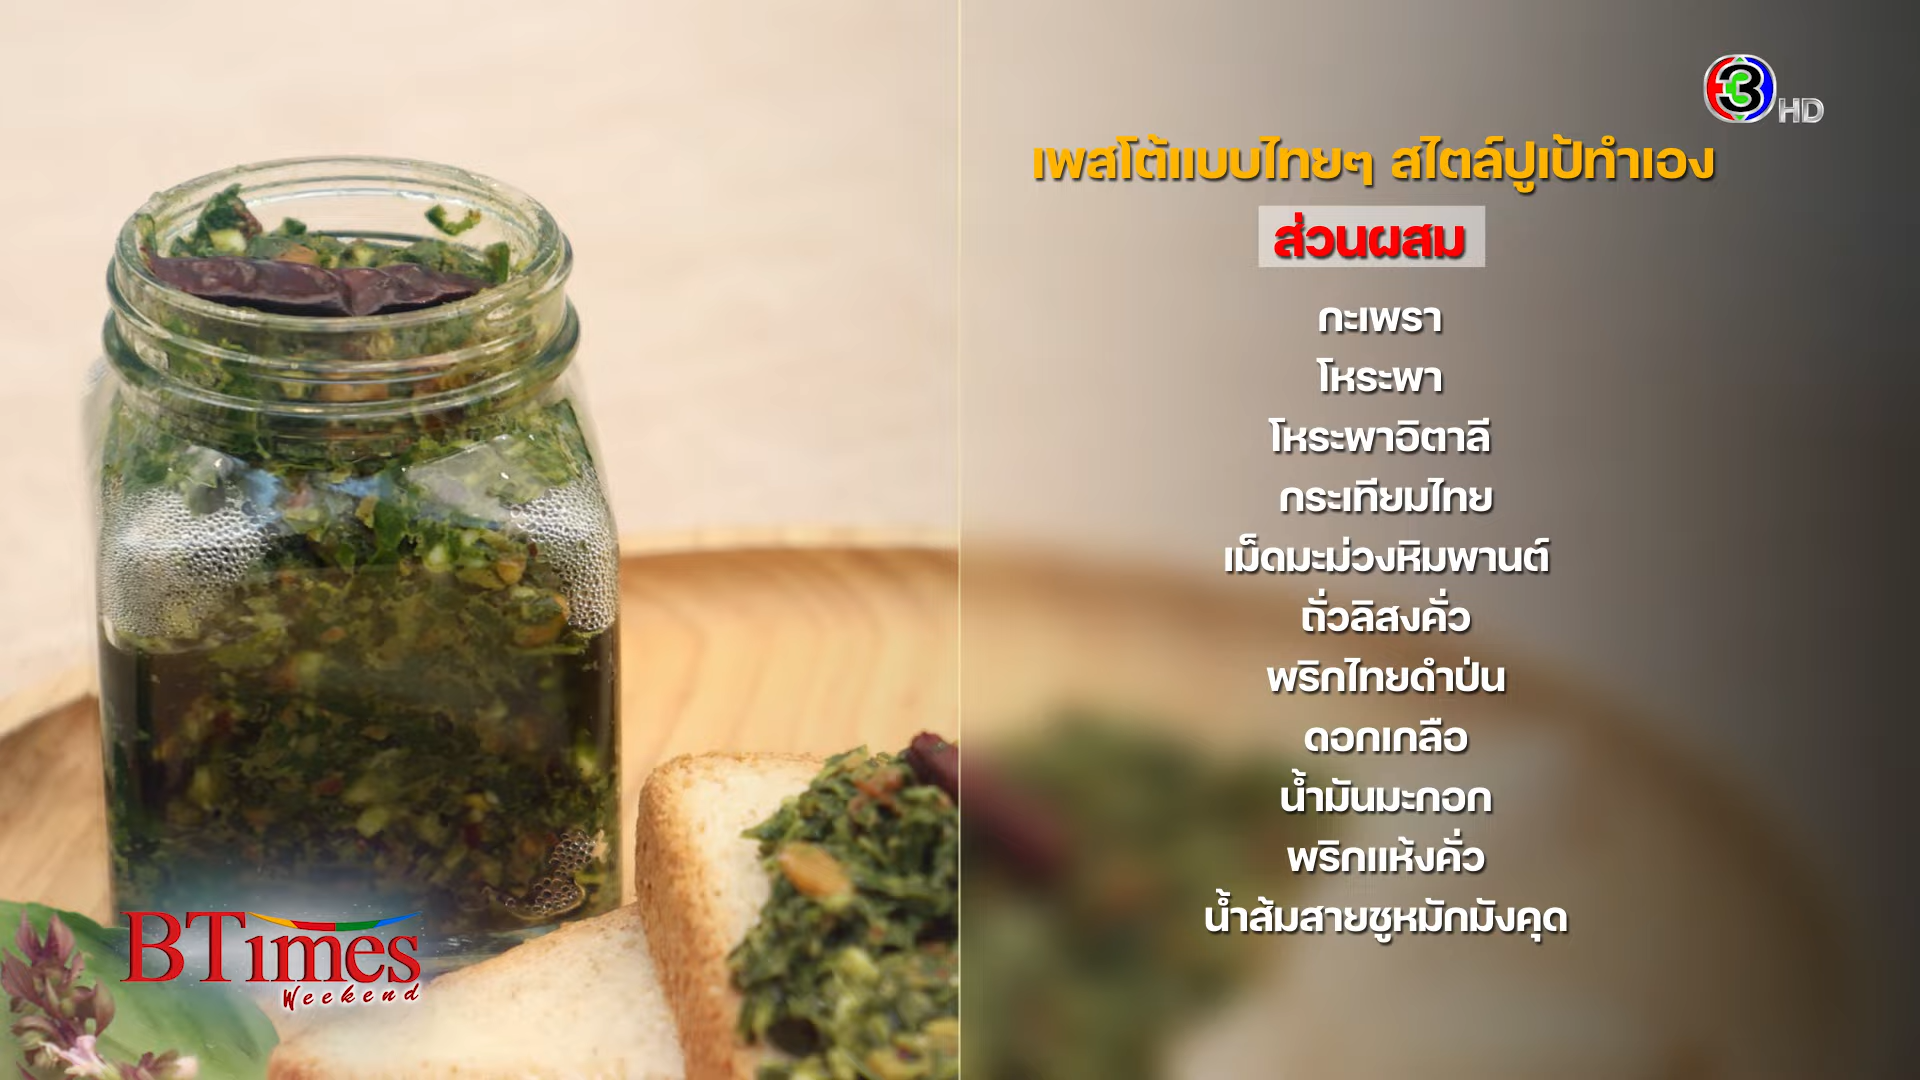 3 HD
เพสโต้แบบไทยๆ สไตล์ปูเป้ทำเอง
ส่วนผสม
กะเพรา
โหระพา
โหระพาอิตาลี
กระเทียมไทย
เม็ดมะม่วงหิมพานต์
ถั่วลิสงคั่ว
พริกไทยดำป่น
ดอกเกลือ
น้ำมันมะกอก
พริกแห้งคั่ว
น้ำส้มสายชูหมักมังคุด
BTimes
Weekend